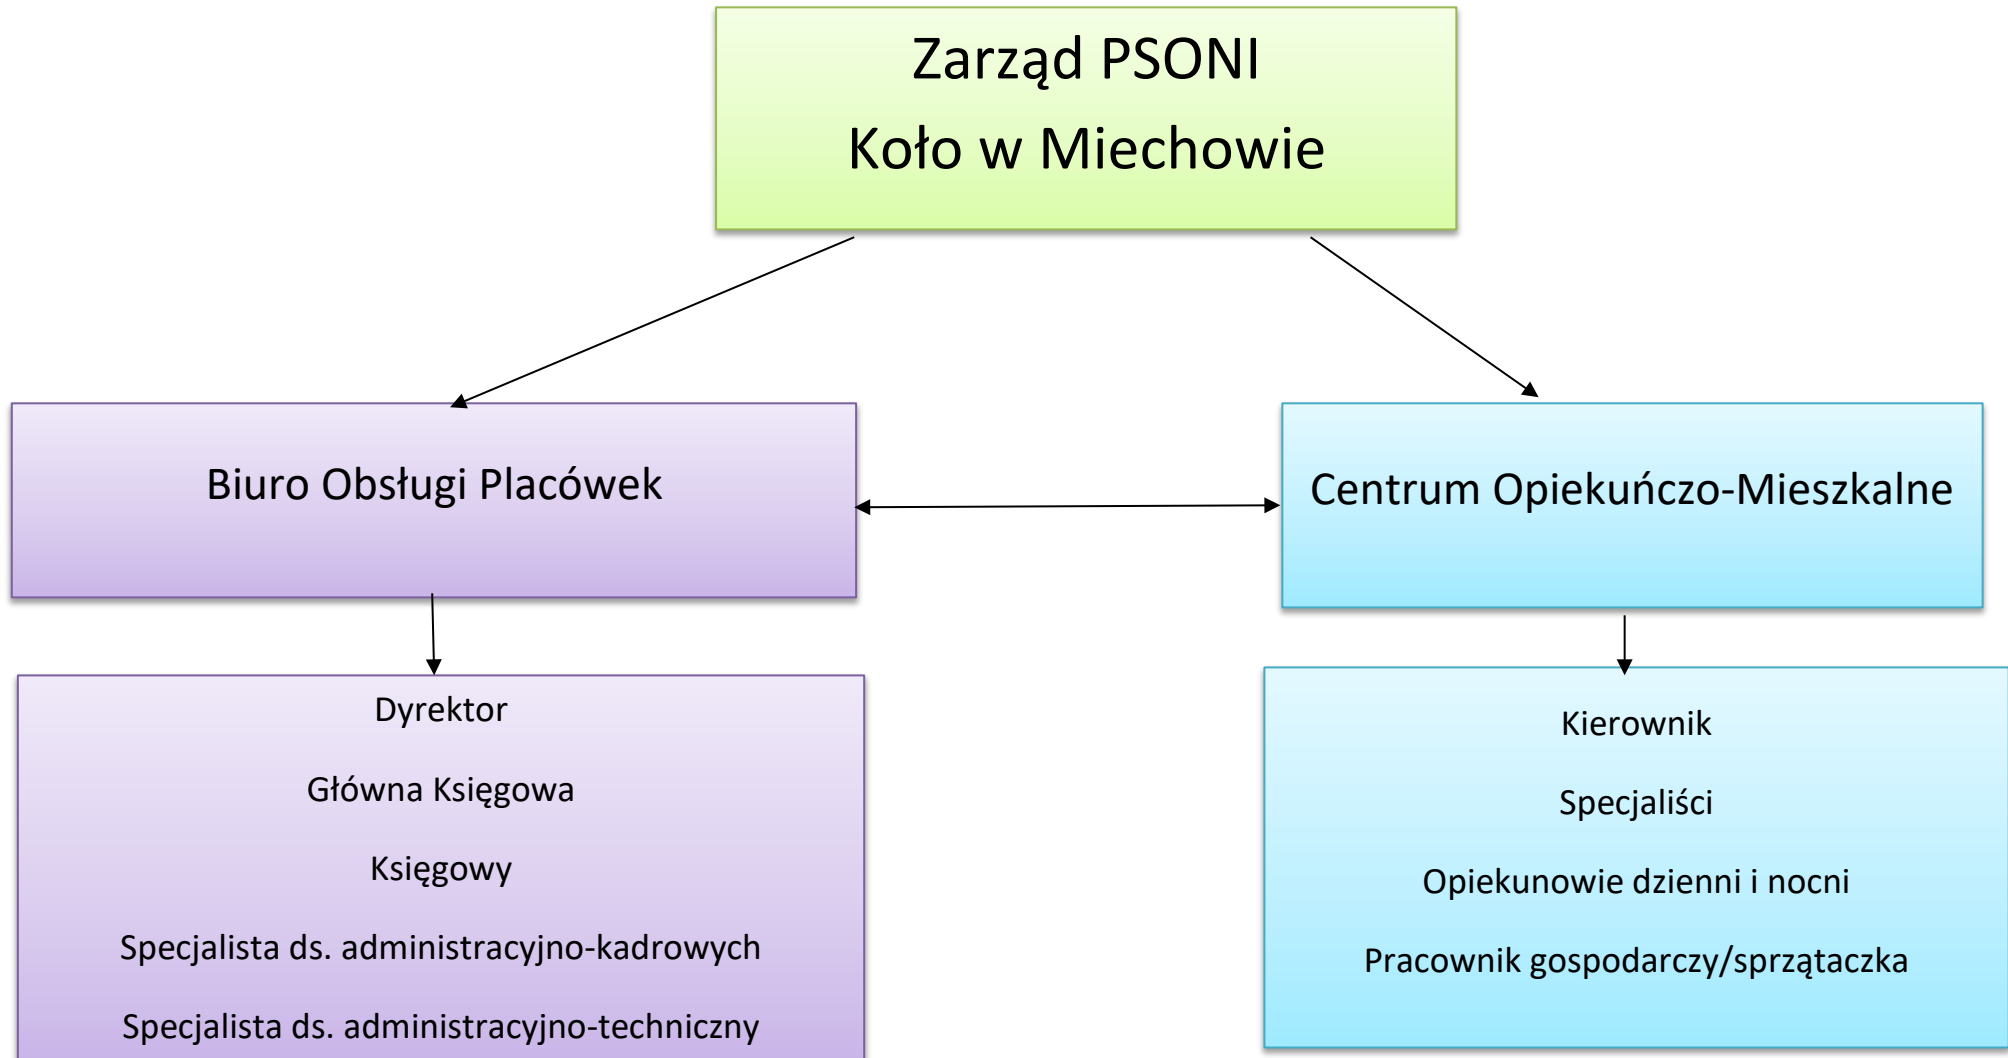 Zarząd PSONI
Koło w Miechowie
Biuro Obsługi Placówek
Centrum Opiekuńczo-Mieszkalne
Dyrektor
Główna Księgowa
Księgowy
Specjalista ds. administracyjno-kadrowych
Specjalista ds. administracyjno-techniczny
Kierownik
Specjaliści
Opiekunowie dzienni i nocni
Pracownik gospodarczy/sprzątaczka